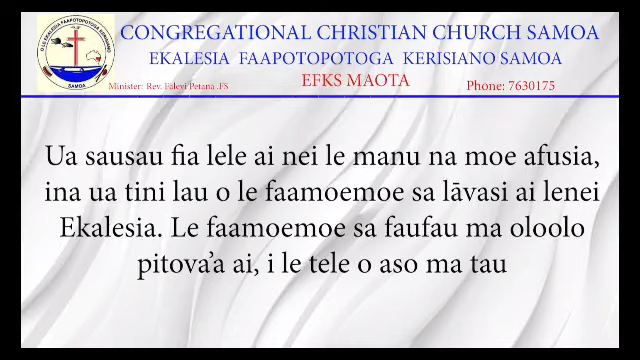 CONGREGATIONAL CHRISTIAN CHURCH SAMOA
EKALESIA FAAPOTOPOTOGA KERISIANO SAMOA
EFKS MAOTA
Minister: Rev. Faleyi Petana .FS
Phone: 7630175
SAMOA
Ua sausau fia lele ai nei le manu na moe afusia,
ina ua tini lau o le faamoemoe sa lāvasi ai lenei
Ekalesia. Le faamoemoe sa faufau ma oloolo
pitova’a ai, i le tele o aso ma tau